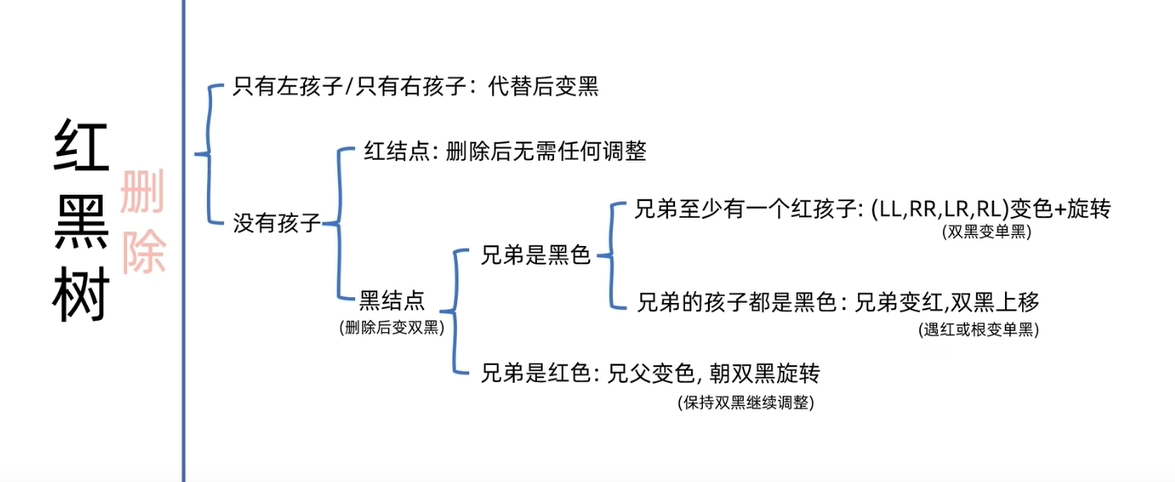 红黑树
删除
只有左孩子/只有右孩子：代替后变黑
没有孩子
红结点：删除后无需任何调整
黑结点
(删除后变双黑)
兄弟是黑色
兄弟至少有一个红孩子：(LL,RR,LR,RL)变色+旋转
(双黑变单黑)
兄弟的孩子都是黑色：兄弟变红,双黑上移
(遇红或根变单黑)
兄弟是红色：兄父变色, 朝双黑旋转
(保持双黑继续调整)